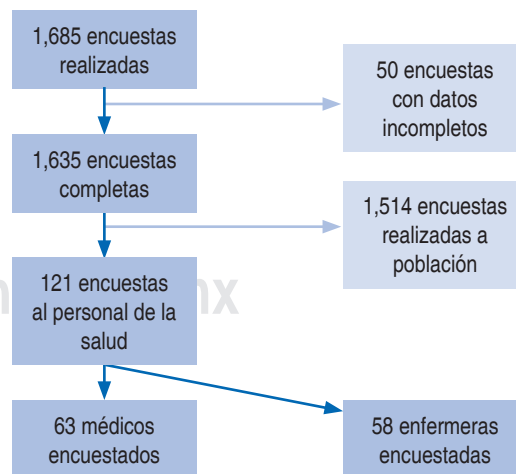 1,685 encuestas
realizadas
50 encuestas
con datos
incompletos
1,635 encuestas
completas
1,514 encuestas
realizadas a
población
121 encuestas
al personal de la
salud
63 médicos
encuestados
58 enfermeras
encuestadas